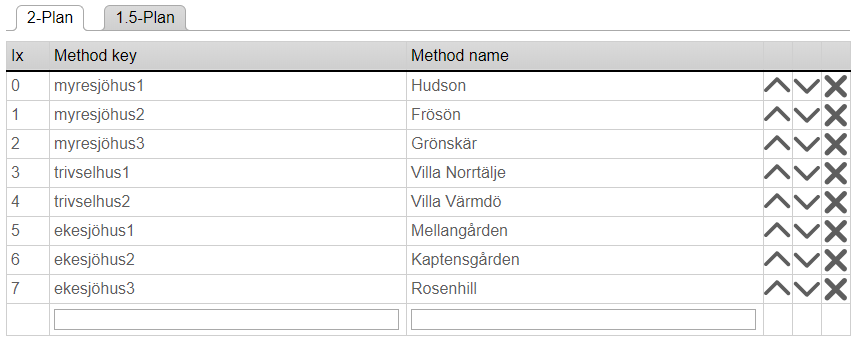 2-Plan 1.5-Plan
Ix Method key Method name
0 myresjöhus1 Hudson
1 myresjöhus2 Frösön
2 myresjöhus3 Grönskär
3 trivselhus1 Villa Norrtälje
4 trivselhus2 Villa Värmdö
5 ekesjöhus1 Mellangården
6 ekesjöhus2 Kaptensgården
7 ekesjöhus3 Rosenhill